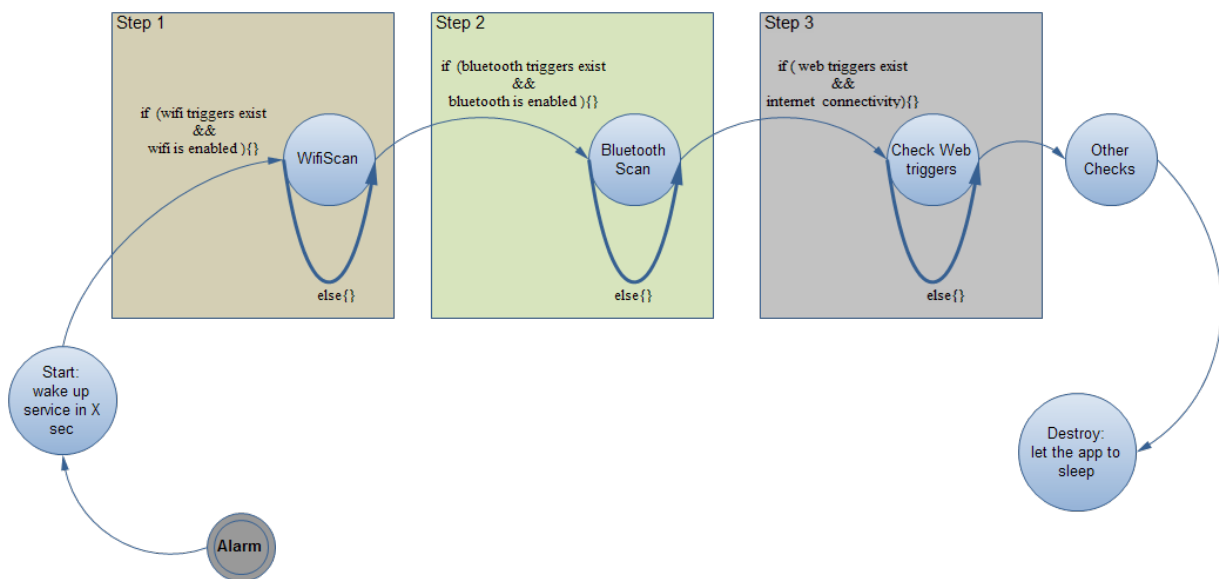 Step 1
if (wifi triggers exist
&&
wifi is enabled ){}
WifiScan
else{}
Step 2
if (bluetooth triggers exist
&&
bluetooth is enabled ){}
Bluetooth
Scan
else{}
Step 3
if ( web triggers exist
&&
internet connectivity){}
Check Web
triggers
else{}
Other
Checks
Start:
wake up
service in X
sec
Destroy:
let the app to
sleep
Alarm